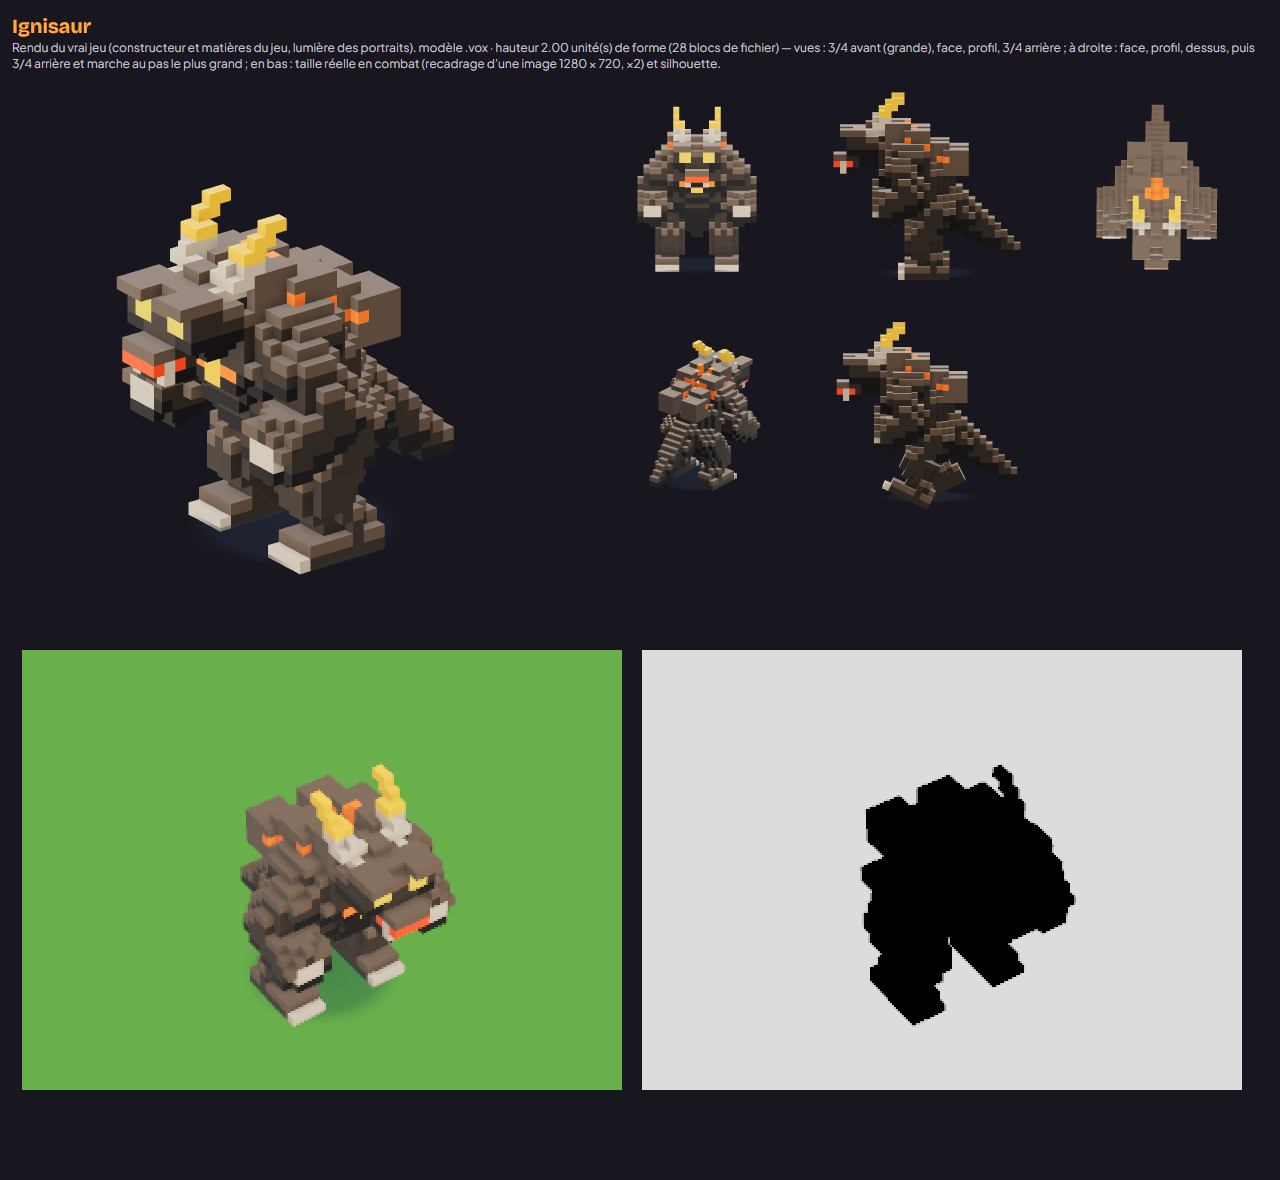 Ignisaur
Rendu du vrai jeu (constructeur et matières du jeu, lumière des portraits). modèle .vox · hauteur 2.00 unité(s) de forme (28 blocs de fichier) — vues : 3/4 avant (grande), face, profil, 3/4 arrière ; à droite : face, profil, dessus, puis
3/4 arrière et marche au pas le plus grand ; en bas : taille réelle en combat (recadrage d'une image 1280 × 720, ×2) et silhouette.